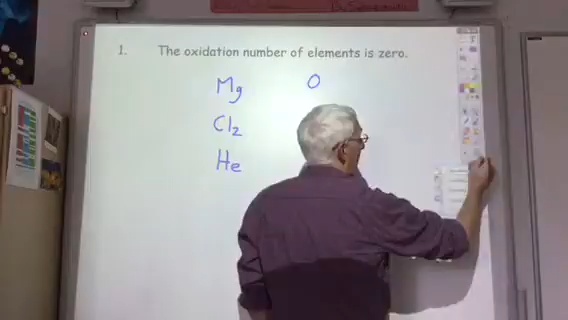 1. The oxidation number of elements is zero.
Mg 0
Cl2
He